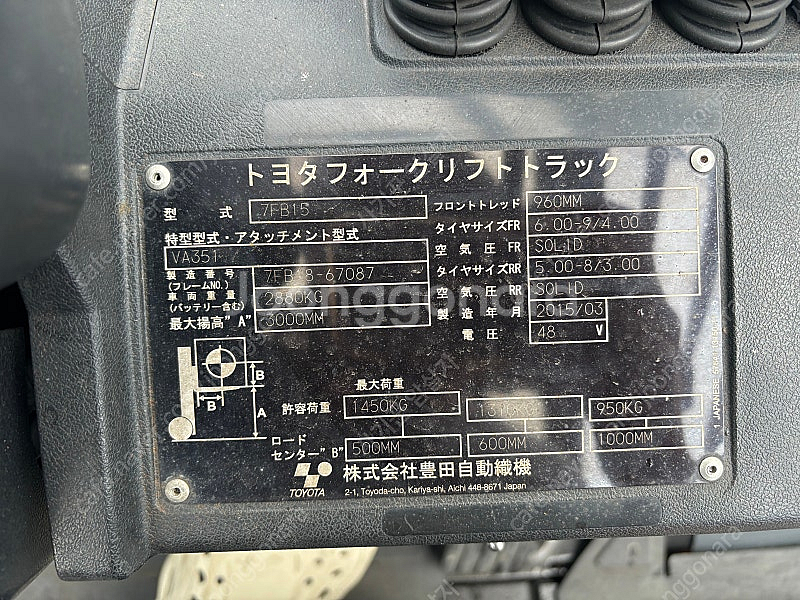 トヨタフォークリフトトラック
型 式 7FB15
特型型式・アタッチメント型式
VA351
製造番号 (フレームNO.) 7FB18-67087
車両重量 (バッテリー含む) 2880KG
最大揚高"A" 3000MM
フロントトレッド 960MM
タイヤサイズFR 6.00-9/4.00
空気圧 FR SOLID
タイヤサイズRR 5.00-8/3.00
空気圧 RR SOLID
製造年月 2015/03
電圧 48 V
B
B
A
最大荷重
許容荷重 1450KG 1310KG 950KG
ロードセンター"B" 500MM 600MM 1000MM
TOYOTA 株式会社豊田自動織機
2-1, Toyoda-cho, Kariya-shi, Aichi 448-8671 Japan
joonggonara